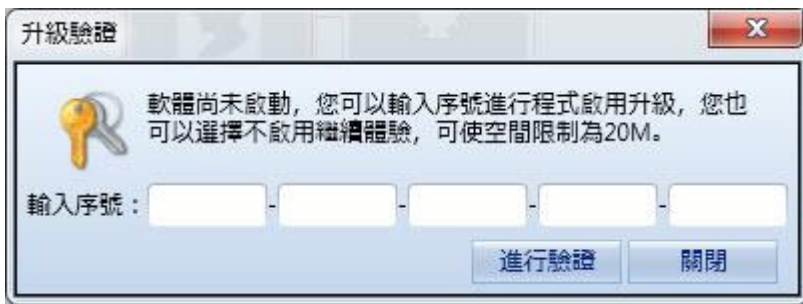 升級驗證
軟體尚未啟動，您可以輸入序號進行程式啟用升級，您也
可以選擇不啟用繼續體驗，可使空間限制為20M。
輸入序號：- - - -
進行驗證 關閉